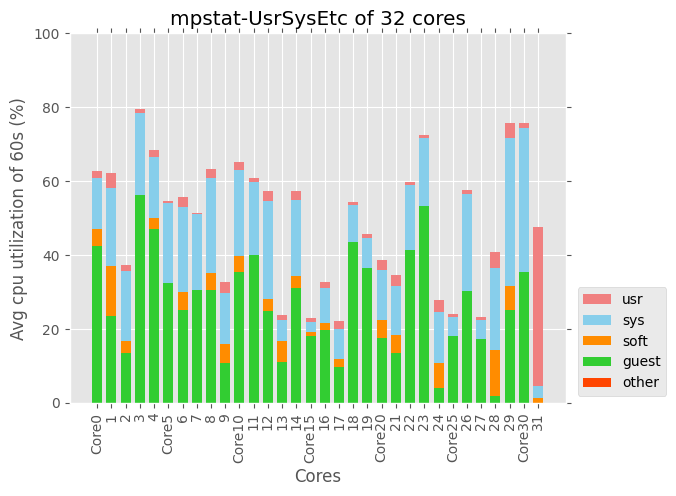 mpstat-UsrSysEtc of 32 cores
Avg cpu utilization of 60s (%)
100
80
60
40
20
0
Core0 1 2 3 4 Core5 6 7 8 9 Core10 11 12 13 14 Core15 16 17 18 19 Core20 21 22 23 24 Core25 26 27 28 29 Core30 31
Cores
usr
sys
soft
guest
other